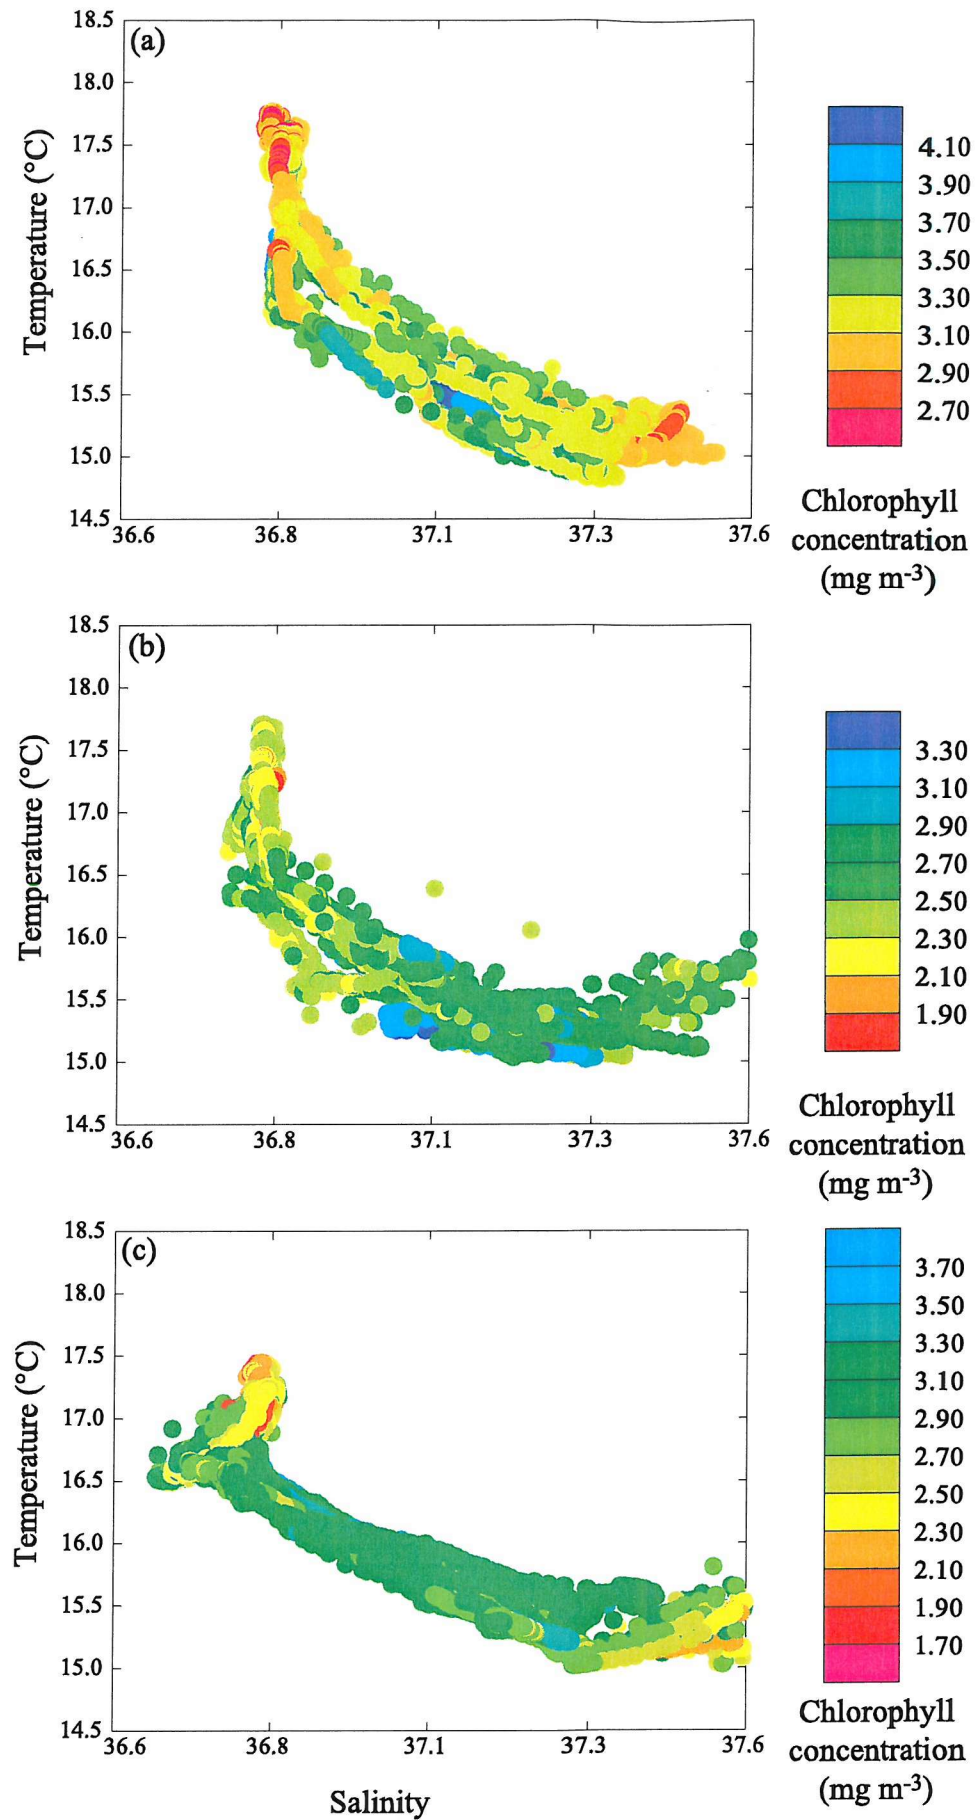 (a)
18.5
18.0
17.5
17.0
16.5
16.0
15.5
15.0
14.5
Temperature (°C)
36.6 36.8 37.1 37.3 37.6
4.10
3.90
3.70
3.50
3.30
3.10
2.90
2.70
Chlorophyll
concentration
(mg m-3)
(b)
18.5
18.0
17.5
17.0
16.5
16.0
15.5
15.0
14.5
Temperature (°C)
36.6 36.8 37.1 37.3 37.6
3.30
3.10
2.90
2.70
2.50
2.30
2.10
1.90
Chlorophyll
concentration
(mg m-3)
(c)
18.5
18.0
17.5
17.0
16.5
16.0
15.5
15.0
14.5
Temperature (°C)
36.6 36.8 37.1 37.3 37.6
Salinity
3.70
3.50
3.30
3.10
2.90
2.70
2.50
2.30
2.10
1.90
1.70
Chlorophyll
concentration
(mg m-3)